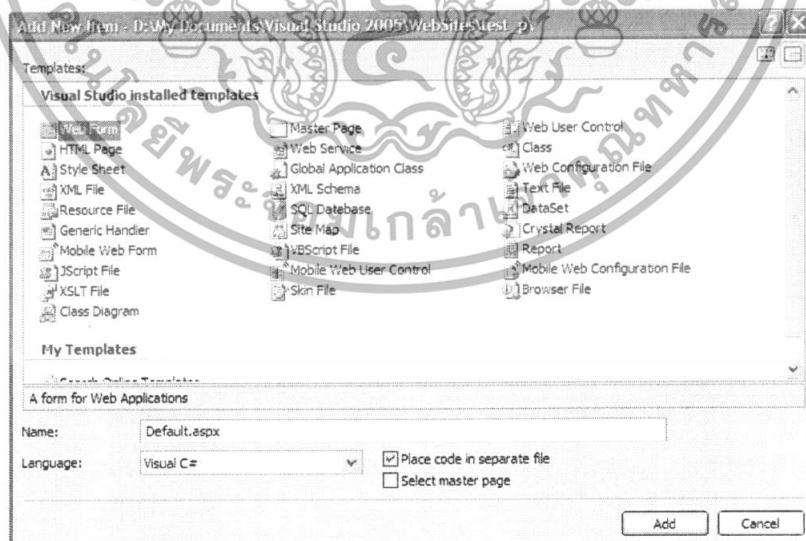 Add New Item - D:\My Documents\Visual Studio 2005\WebSites\test_p\
Templates:
Visual Studio installed templates
Web Form
Master Page
Web User Control
HTML Page
Web Service
Class
Style Sheet
Global Application Class
Web Configuration File
XML File
XML Schema
Text File
Resource File
SQL Database
DataSet
Generic Handler
Site Map
Crystal Report
Mobile Web Form
VBScript File
Report
JScript File
Mobile Web User Control
Mobile Web Configuration File
XSLT File
Skin File
Browser File
Class Diagram
My Templates
Search Online Templates
A form for Web Applications
Name:
Default.aspx
Language:
Visual C#
Place code in separate file
Select master page
Add
Cancel